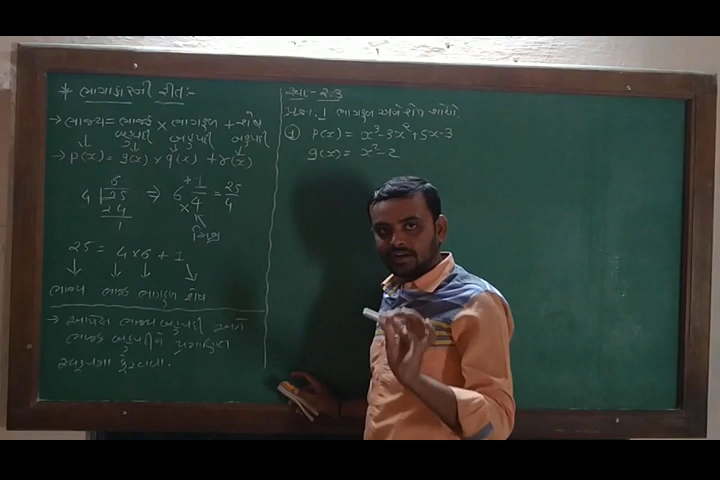 * ભાગાકારની રીત:-
→ ભાજ્ય = ભાજક × ભાગફળ + શેષ
બહુપદી બહુપદી બહુપદી
→ P(x) = g(x) × q(x) + r(x)
6
4 25 ⇒ 6 +1/×4 = 25/4
24
1
મિશ્ર
25 = 4×6 + 1
ભાજ્ય ભાજક ભાગફળ શેષ
→ આપેલ ભાજ્ય બહુપદી અને
ભાજક બહુપદીને પ્રમાણિત
સ્વરૂપમાં ફેરવવા.
સ્વા-2.3
પ્રશ્ન.1 ભાગફળ અને શેષ શોધો
1 P(x) = x³-3x²+5x-3
g(x) = x²-2